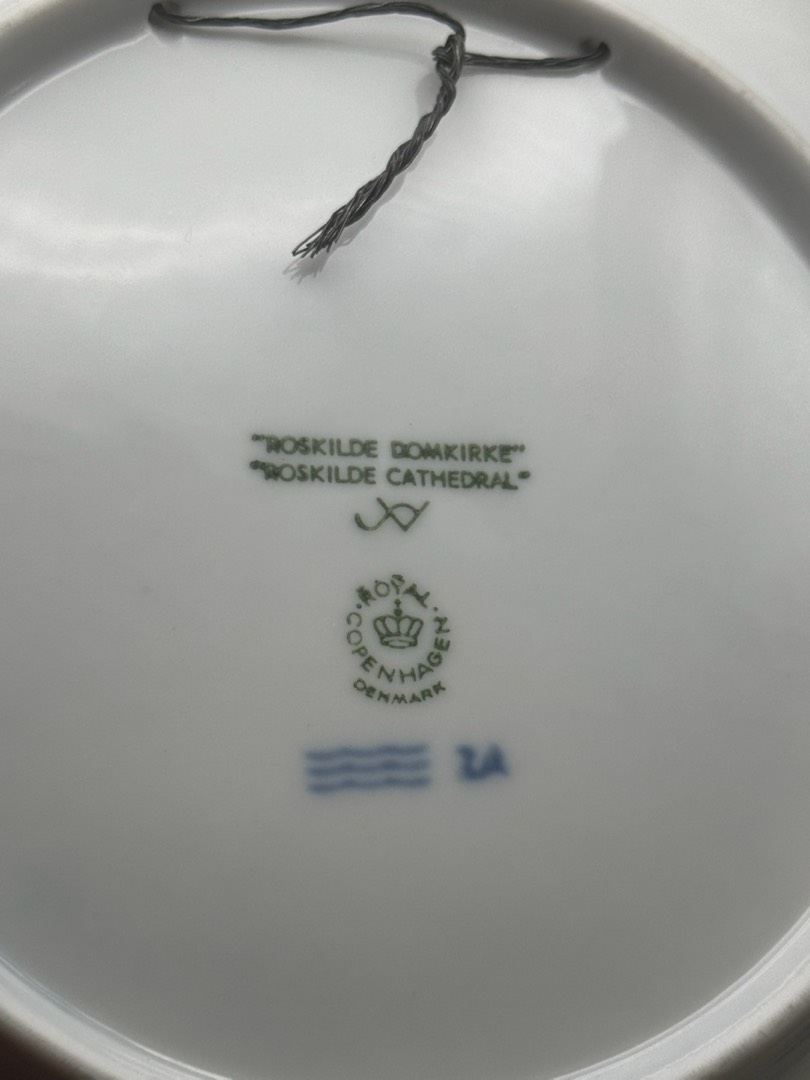 "ROSKILDE DOMKIRKE"
"ROSKILDE CATHEDRAL"
ROYAL
COPENHAGEN
DENMARK